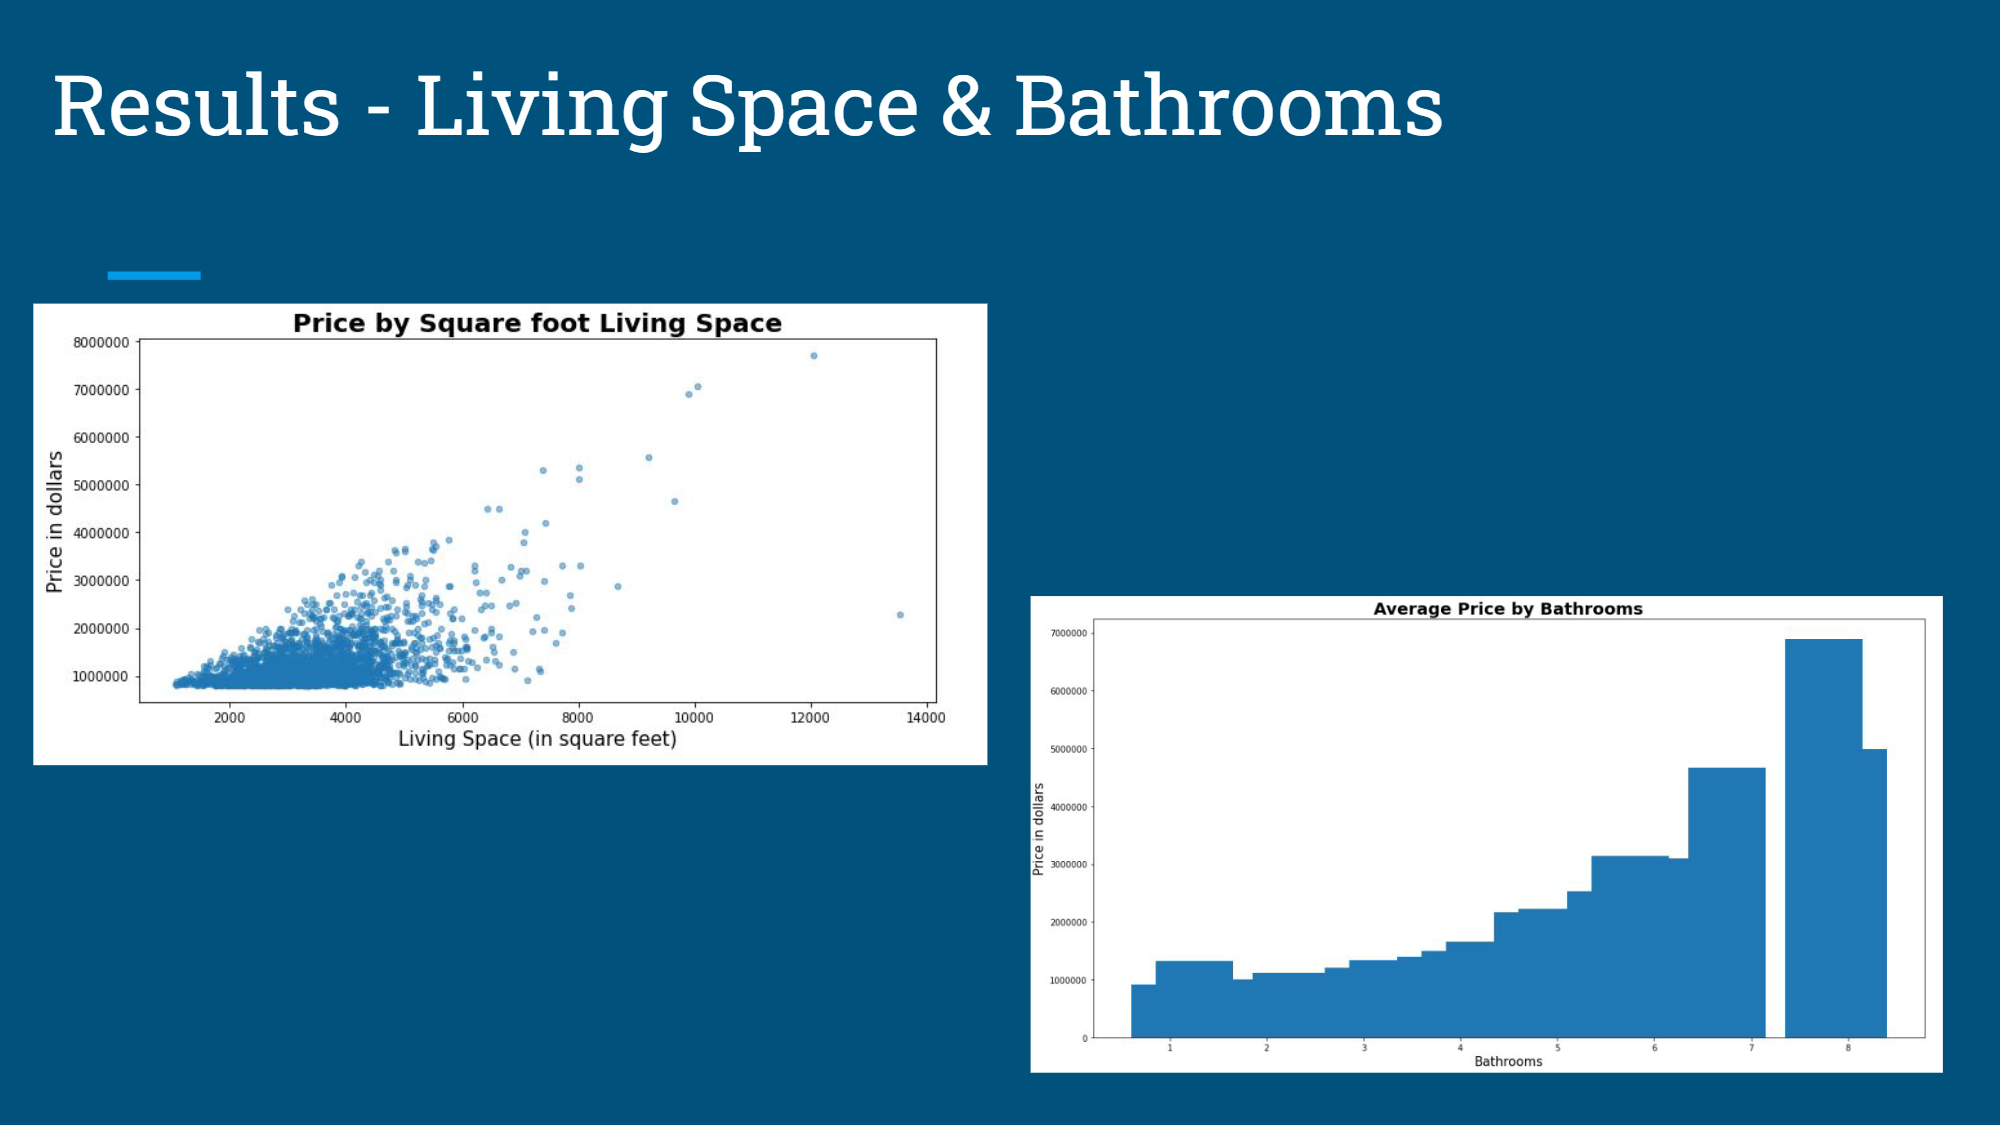 Results - Living Space & Bathrooms
Price by Square foot Living Space
8000000
7000000
6000000
5000000
4000000
3000000
2000000
1000000
Price in dollars
2000 4000 6000 8000 10000 12000 14000
Living Space (in square feet)
Average Price by Bathrooms
7000000
6000000
5000000
4000000
3000000
2000000
1000000
0
Price in dollars
1 2 3 4 5 6 7 8
Bathrooms